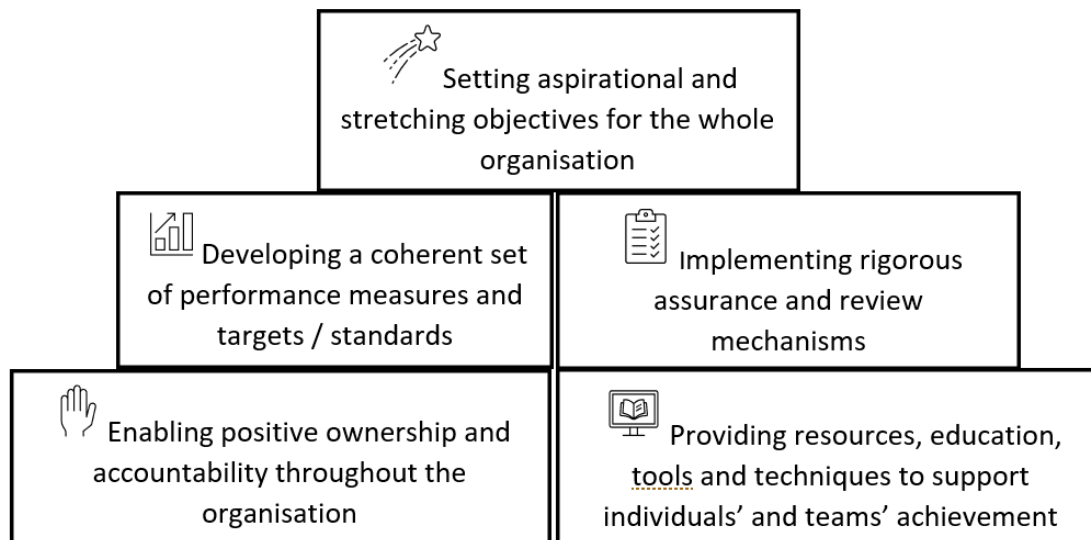 Setting aspirational and
stretching objectives for the whole
organisation
Developing a coherent set
of performance measures and
targets / standards
Implementing rigorous
assurance and review
mechanisms
Enabling positive ownership and
accountability throughout the
organisation
Providing resources, education,
tools and techniques to support
individuals’ and teams’ achievement